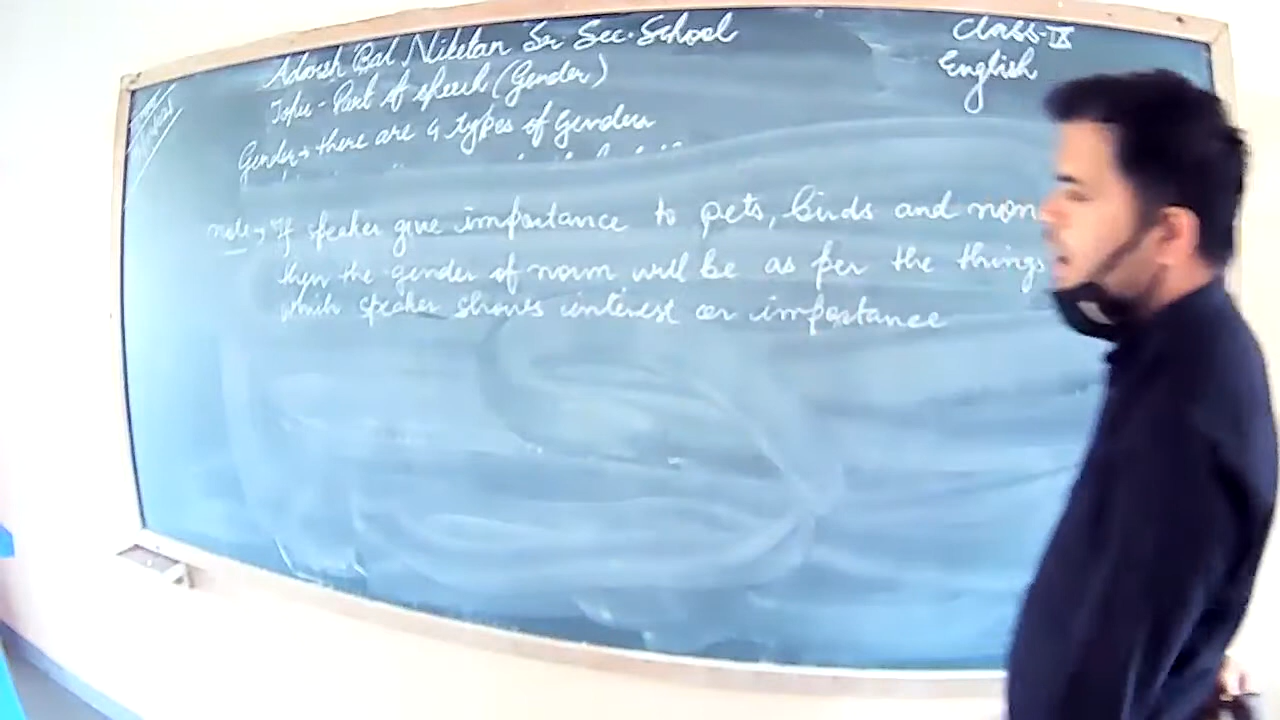 Adarsh Bal Niketan Sr. Sec. School
Class-IX
English
Topic - Part of speech (Gender)
Gender → there are 4 types of Genders
note → If speaker give importance to pets, birds and non
then the gender of noun will be as per the things
which speaker shows interest or importance